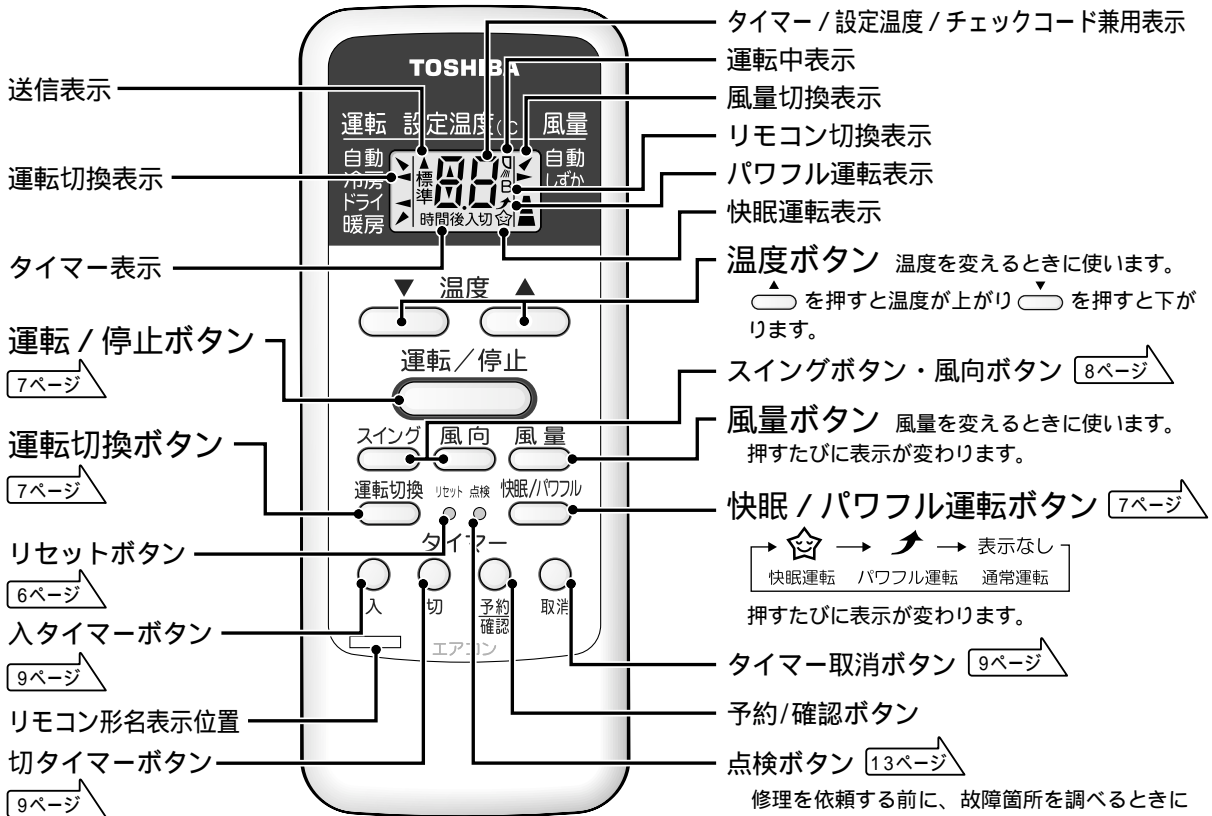 送信表示
運転切換表示
タイマー表示
運転 / 停止ボタン
7ページ
運転切換ボタン
7ページ
リセットボタン
6ページ
入タイマーボタン
9ページ
リモコン形名表示位置
切タイマーボタン
9ページ
TOSHIBA
運転 設定温度(℃ 風量
自動 標準 自動
冷房 B しずか
ドライ
暖房 時間後入切
▼ 温度 ▲
運転／停止
スイング 風向 風量
運転切換 リセット 点検 快眠/パワフル
タイマー
入 切 予約 取消
確認
エアコン
タイマー / 設定温度 / チェックコード兼用表示
運転中表示
風量切換表示
リモコン切換表示
パワフル運転表示
快眠運転表示
温度ボタン 温度を変えるときに使います。
▲ を押すと温度が上がり ▼ を押すと下が
ります。
スイングボタン・風向ボタン 8ページ
風量ボタン 風量を変えるときに使います。
押すたびに表示が変わります。
快眠 / パワフル運転ボタン 7ページ
→ → → 表示なし
快眠運転 パワフル運転 通常運転
押すたびに表示が変わります。
タイマー取消ボタン 9ページ
予約/確認ボタン
点検ボタン 13ページ
修理を依頼する前に、故障箇所を調べるときに